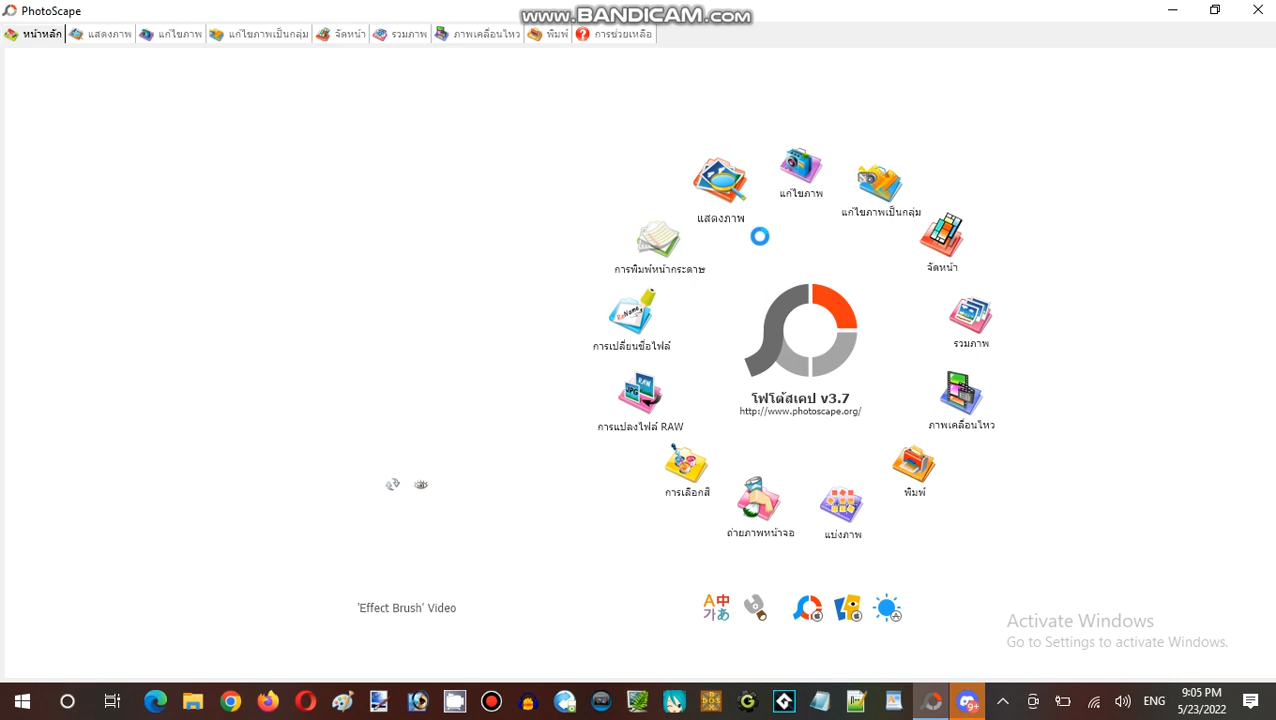 PhotoScape
www.BANDICAM.com
หน้าหลัก แสดงภาพ แก้ไขภาพ แก้ไขภาพเป็นกลุ่ม จัดหน้า รวมภาพ ภาพเคลื่อนไหว พิมพ์ การช่วยเหลือ
แก้ไขภาพ
แสดงภาพ
แก้ไขภาพเป็นกลุ่ม
การพิมพ์หน้ากระดาษ
จัดหน้า
ReName
การเปลี่ยนชื่อไฟล์
รวมภาพ
RAW
JPG
การแปลงไฟล์ RAW
โฟโต้สเคป v3.7
http://www.photoscape.org/
ภาพเคลื่อนไหว
การเลือกสี
พิมพ์
ถ่ายภาพหน้าจอ
แบ่งภาพ
'Effect Brush' Video
A中
가あ
Activate Windows
Go to Settings to activate Windows.
DOS
9+
ENG
9:05 PM
5/23/2022